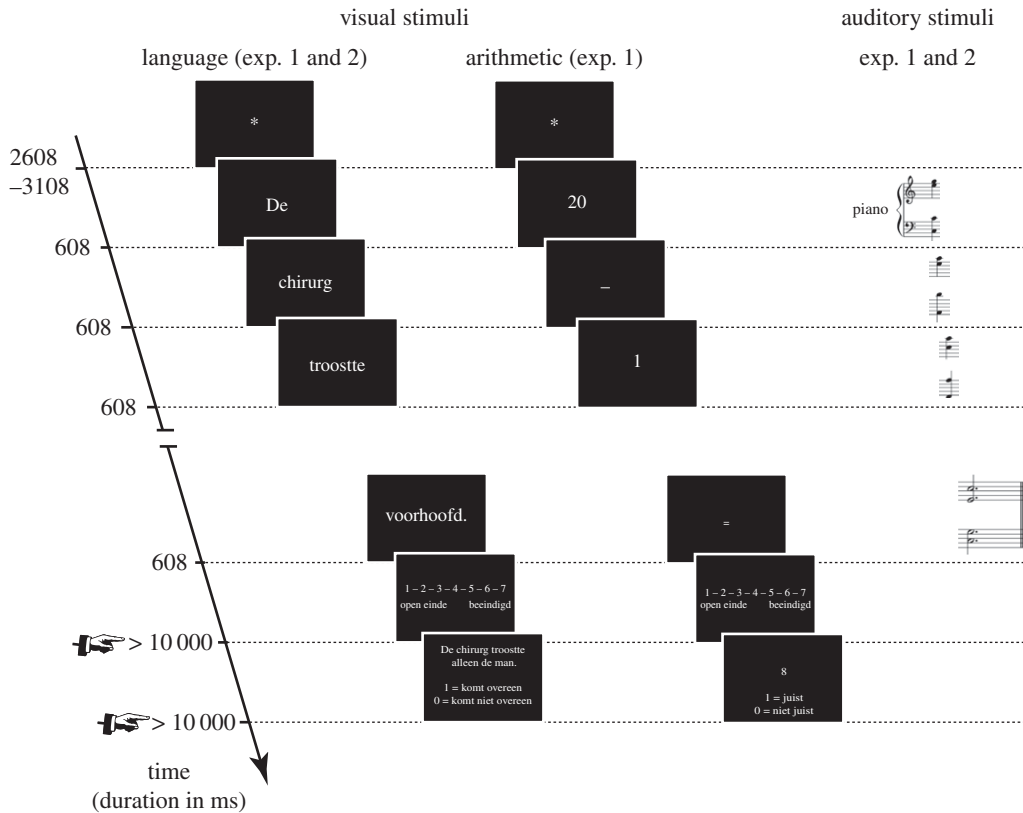 visual stimuli
auditory stimuli
language (exp. 1 and 2)
arithmetic (exp. 1)
exp. 1 and 2
*
*
2608
–3108
De
20
piano
608
chirurg
–
608
troostte
1
608
voorhoofd.
=
608
1 – 2 – 3 – 4 – 5 – 6 – 7
open einde beeindigd
1 – 2 – 3 – 4 – 5 – 6 – 7
open einde beeindigd
> 10 000
De chirurg troostte
alleen de man.
1 = komt overeen
0 = komt niet overeen
8
1 = juist
0 = niet juist
> 10 000
time
(duration in ms)